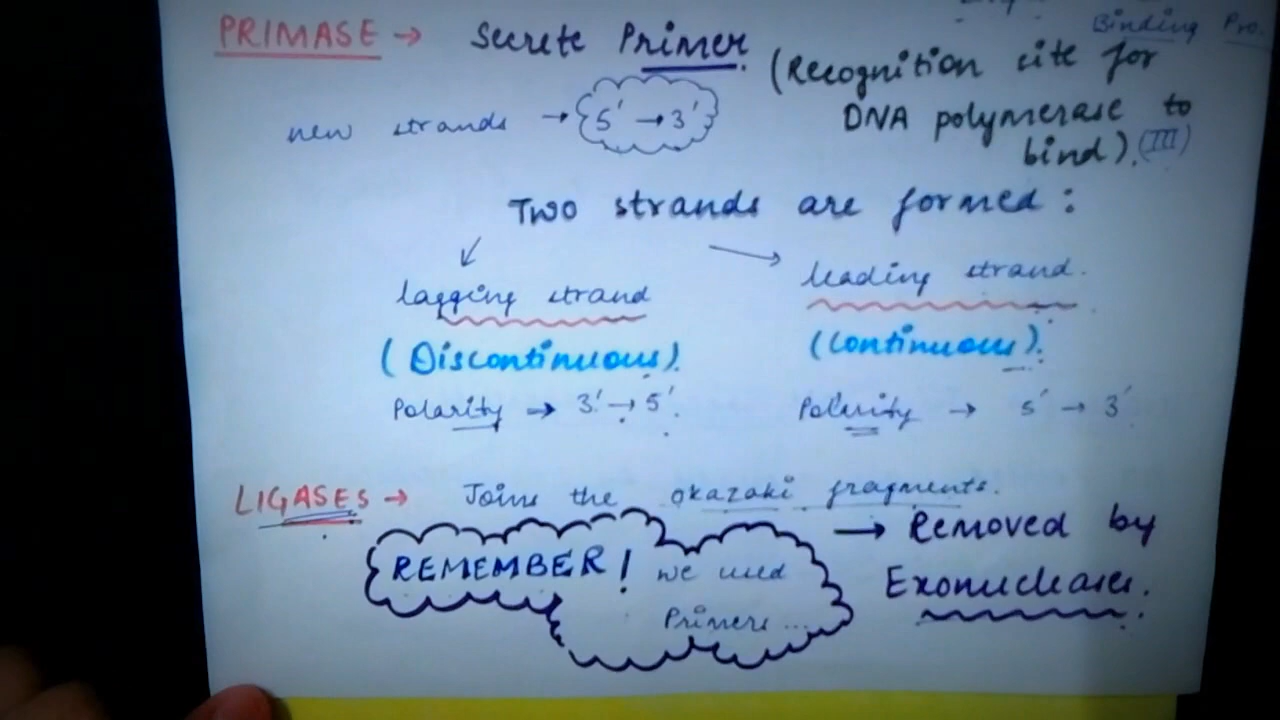 Binding Pro.
PRIMASE → Secrete Primer
(Recognition site for
DNA polymerase to
bind). (III)
new strands → 5' → 3'
Two strands are formed:
lagging strand
leading strand.
(Discontinuous).
(Continuous).
Polarity → 3' → 5'.
Polarity → 5' → 3'
LIGASES → Joins the okazaki fragments.
REMEMBER! we used
Primers ...
→ Removed by
Exonucleases.